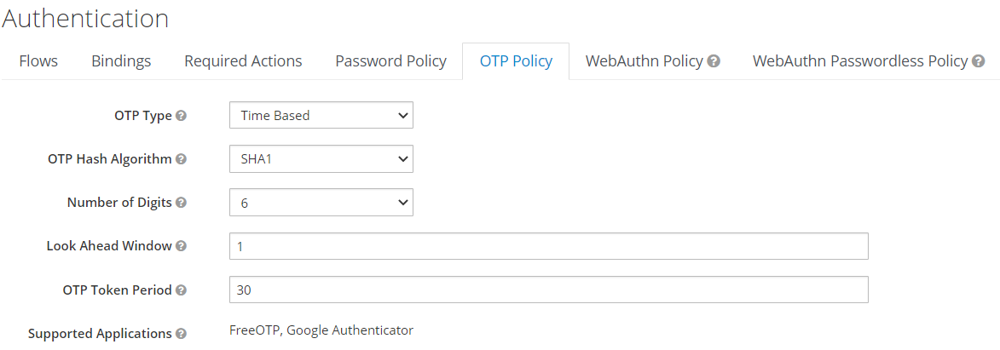 Authentication
Flows Bindings Required Actions Password Policy OTP Policy WebAuthn Policy ? WebAuthn Passwordless Policy ?
OTP Type ? Time Based
OTP Hash Algorithm ? SHA1
Number of Digits ? 6
Look Ahead Window ? 1
OTP Token Period ? 30
Supported Applications ? FreeOTP, Google Authenticator